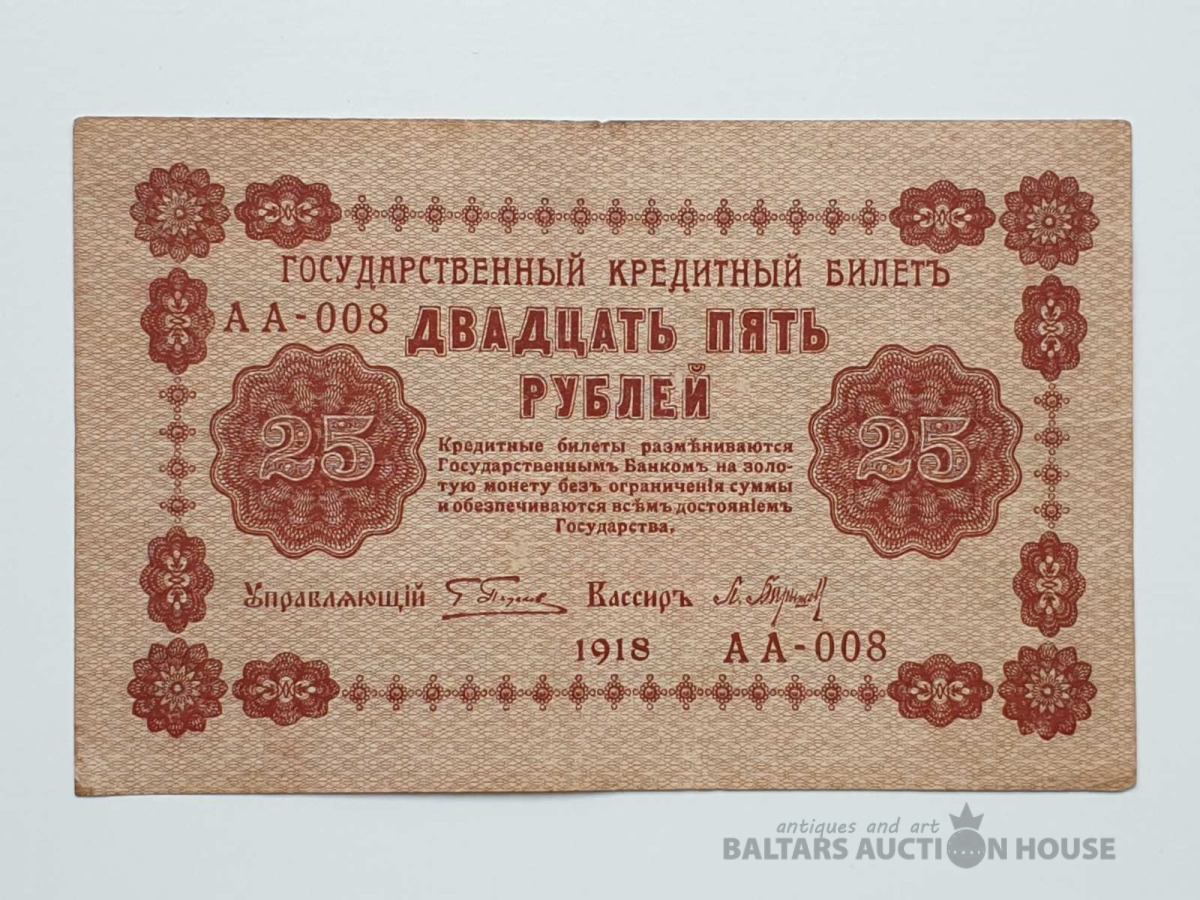 ГОСУДАРСТВЕННЫЙ КРЕДИТНЫЙ БИЛЕТЪ
АА-008 ДВАДЦАТЬ ПЯТЬ
РУБЛЕЙ
25 25
Кредитные билеты размѣниваются
Государственнымъ Банкомъ на золо-
тую монету безъ ограниченія суммы
и обезпечиваются всѣмъ достояніемъ
Государства.
Управляющій Кассиръ
1918 АА-008
antiques and art
BALTARS AUCTION HOUSE